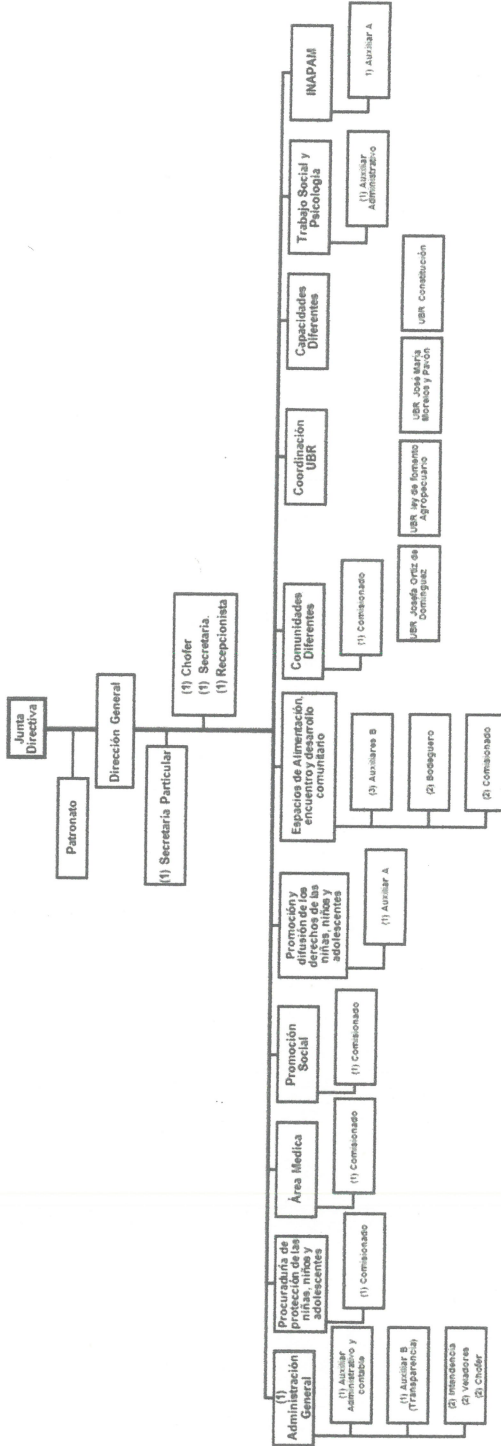 Junta
Directiva
Patronato
Dirección General
(1) Secretaria Particular
(1) Chofer
(1) Secretaria.
(1) Recepcionista
(1)
Administración
General
(1) Auxiliar
Administrativo y
contable
(1) Auxiliar B
(Transparencia)
(2) Intendencia
(2) Veladores
(2) Chofer
Procuraduría de
protección de las
niñas, niños y
adolescentes
(1) Comisionado
Área Medica
(1) Comisionado
Promoción
Social
(1) Comisionado
Promoción y
difusión de los
derechos de las
niñas, niños y
adolescentes
(1) Auxiliar A
Espacios de Alimentación,
encuentro y desarrollo
comunitario
(3) Auxiliares B
(2) Bodeguero
(2) Comisionado
Comunidades
Diferentes
(1) Comisionado
Coordinación
UBR
UBR Josefa Ortiz de
Dominguez
UBR ley de fomento
Agropecuario
UBR José María
Morelos y Pavón
UBR Constitución
Capacidades
Diferentes
Trabajo Social y
Psicologia
(1) Auxiliar
Administrativo
INAPAM
1) Auxiliar A